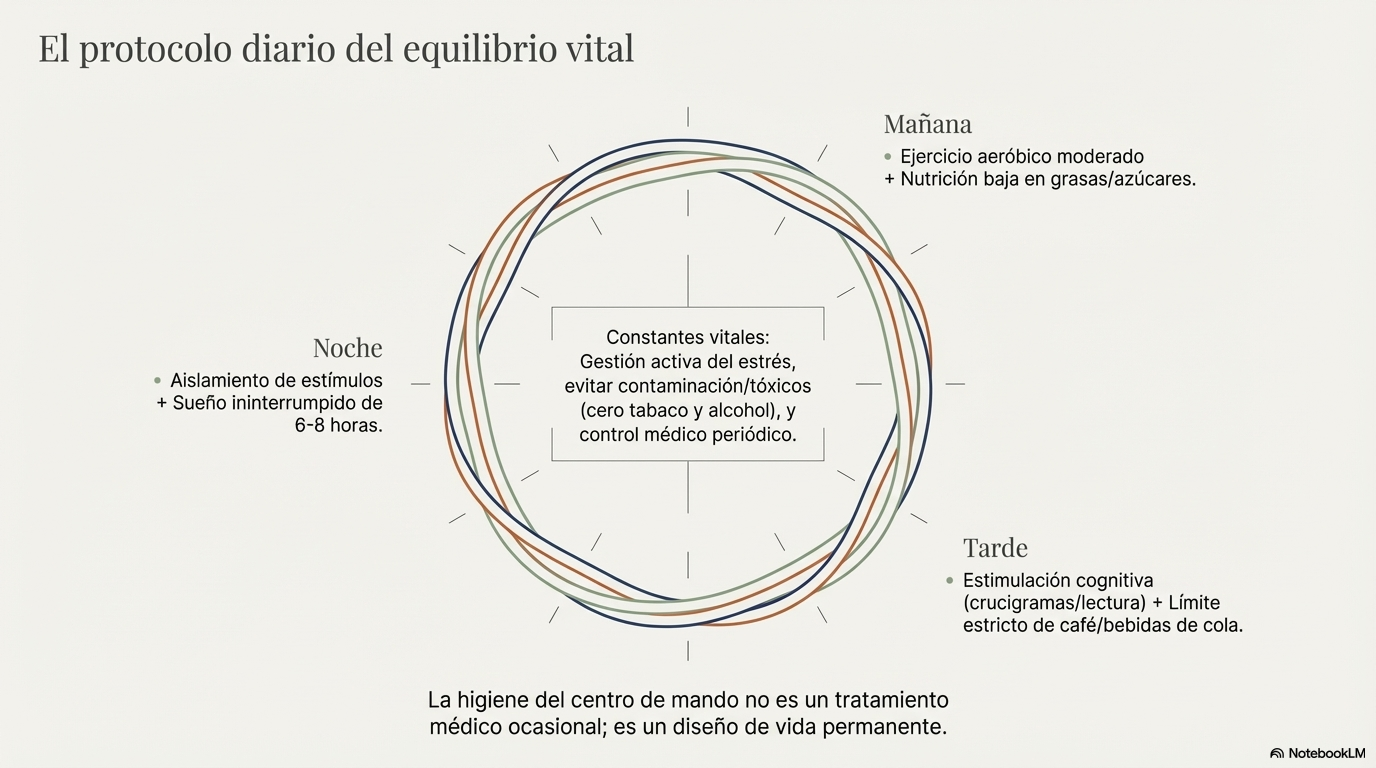 El protocolo diario del equilibrio vital
Mañana
• Ejercicio aeróbico moderado
+ Nutrición baja en grasas/azúcares.
Constantes vitales:
Gestión activa del estrés,
evitar contaminación/tóxicos
(cero tabaco y alcohol), y
control médico periódico.
Noche
• Aislamiento de estímulos
+ Sueño ininterrumpido de
6-8 horas.
Tarde
• Estimulación cognitiva
(crucigramas/lectura) + Límite
estricto de café/bebidas de cola.
La higiene del centro de mando no es un tratamiento
médico ocasional; es un diseño de vida permanente.
NotebookLM